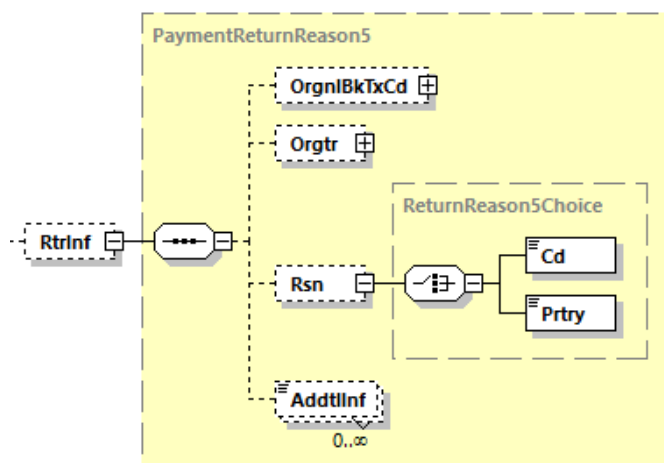 PaymentReturnReason5
OrgnlBkTxCd
Orgtr
ReturnReason5Choice
RtrInf
Cd
Rsn
Prtry
AddtlInf
0..∞